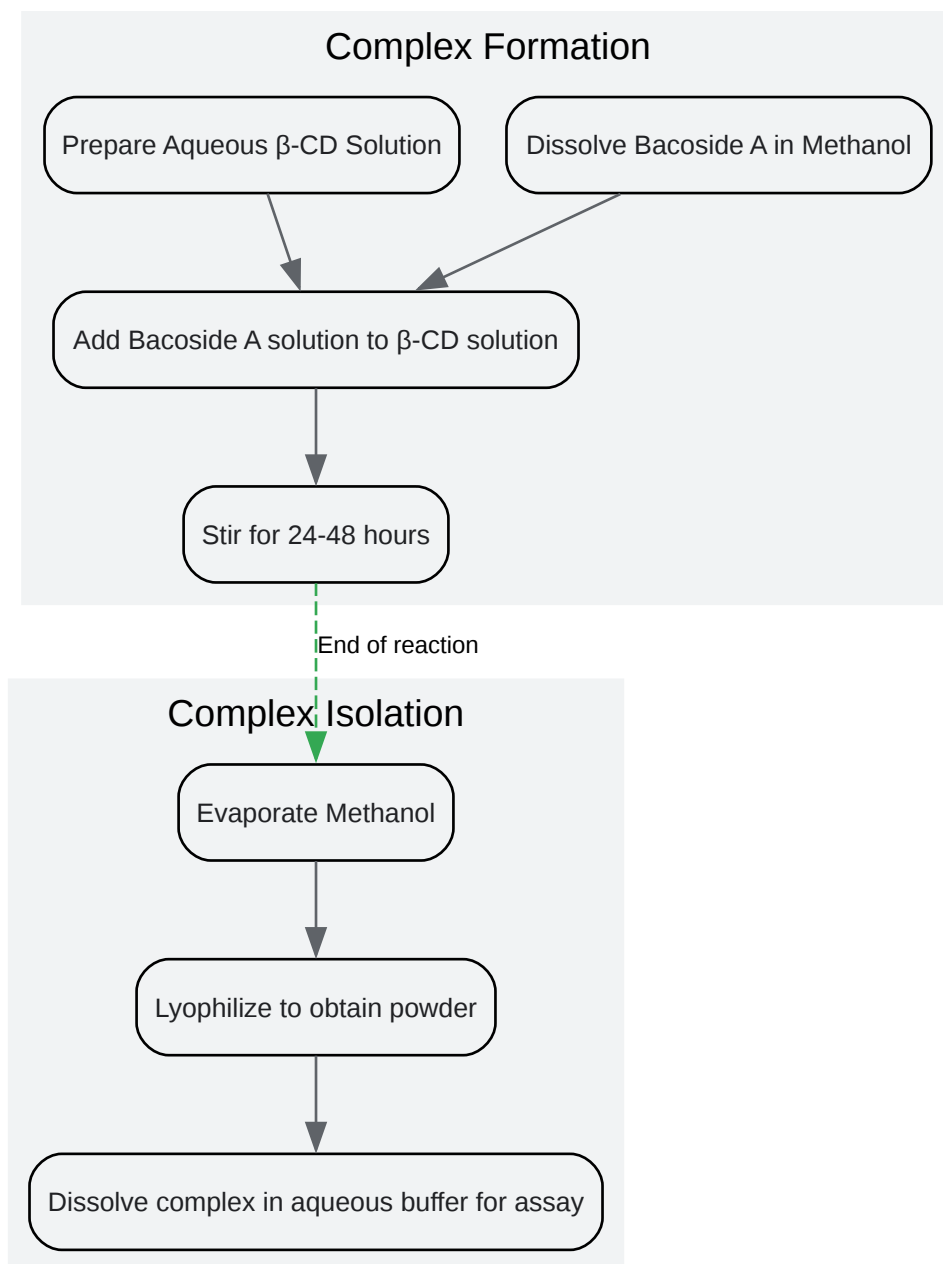 Complex Formation
Prepare Aqueous β-CD Solution
Dissolve Bacoside A in Methanol
Add Bacoside A solution to β-CD solution
Stir for 24-48 hours
End of reaction
Complex Isolation
Evaporate Methanol
Lyophilize to obtain powder
Dissolve complex in aqueous buffer for assay